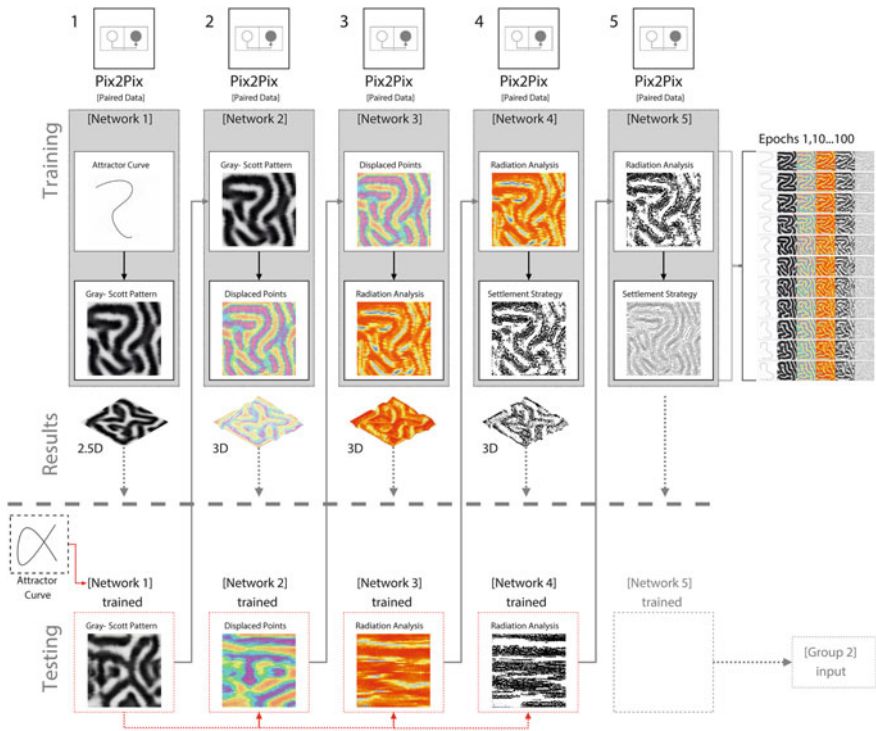 1
2
3
4
5
Pix2Pix
[Paired Data]
Pix2Pix
[Paired Data]
Pix2Pix
[Paired Data]
Pix2Pix
[Paired Data]
Pix2Pix
[Paired Data]
Training
[Network 1]
Attractor Curve
Gray- Scott Pattern
[Network 2]
Gray- Scott Pattern
Displaced Points
[Network 3]
Displaced Points
Radiation Analysis
[Network 4]
Radiation Analysis
Settlement Strategy
[Network 5]
Radiation Analysis
Settlement Strategy
Epochs 1,10...100
Results
2.5D
3D
3D
3D
Attractor
Curve
Testing
[Network 1]
trained
Gray- Scott Pattern
[Network 2]
trained
Displaced Points
[Network 3]
trained
Radiation Analysis
[Network 4]
trained
Radiation Analysis
[Network 5]
trained
[Group 2]
input